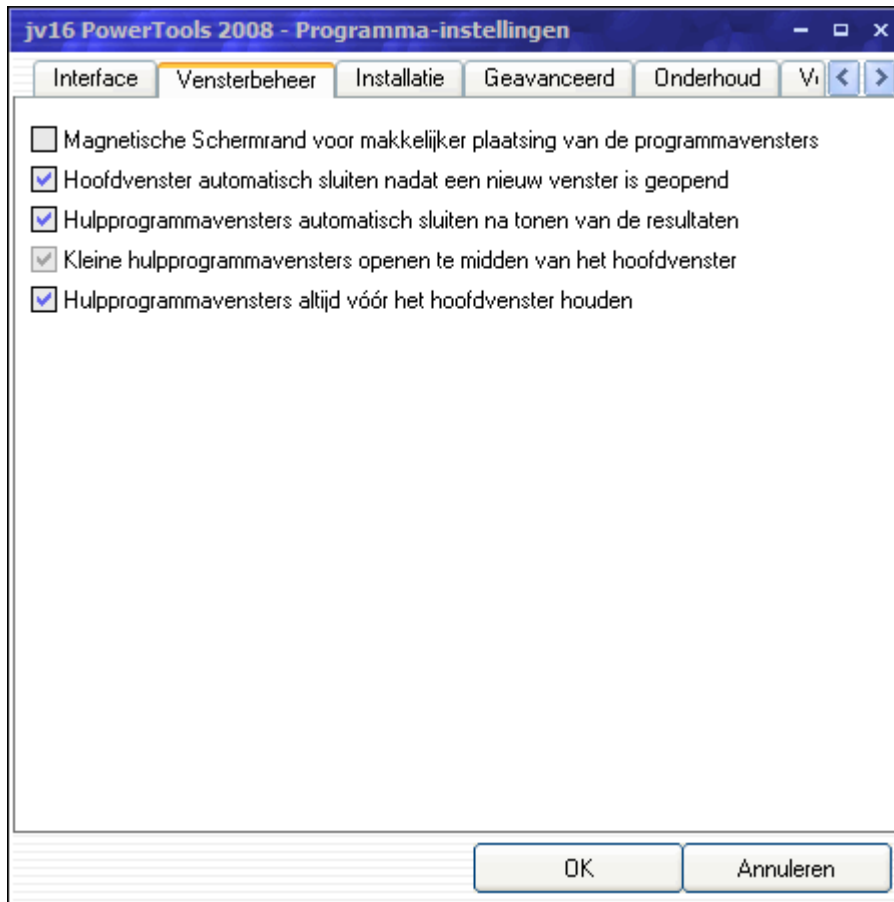 jv16 PowerTools 2008 - Programma-instellingen
Interface Vensterbeheer Installatie Geavanceerd Onderhoud
Magnetische Schermrand voor makkelijker plaatsing van de programmavensters
Hoofdvenster automatisch sluiten nadat een nieuw venster is geopend
Hulpprogrammavensters automatisch sluiten na tonen van de resultaten
Kleine hulpprogrammavensters openen te midden van het hoofdvenster
Hulpprogrammavensters altijd vóór het hoofdvenster houden
OK Annuleren